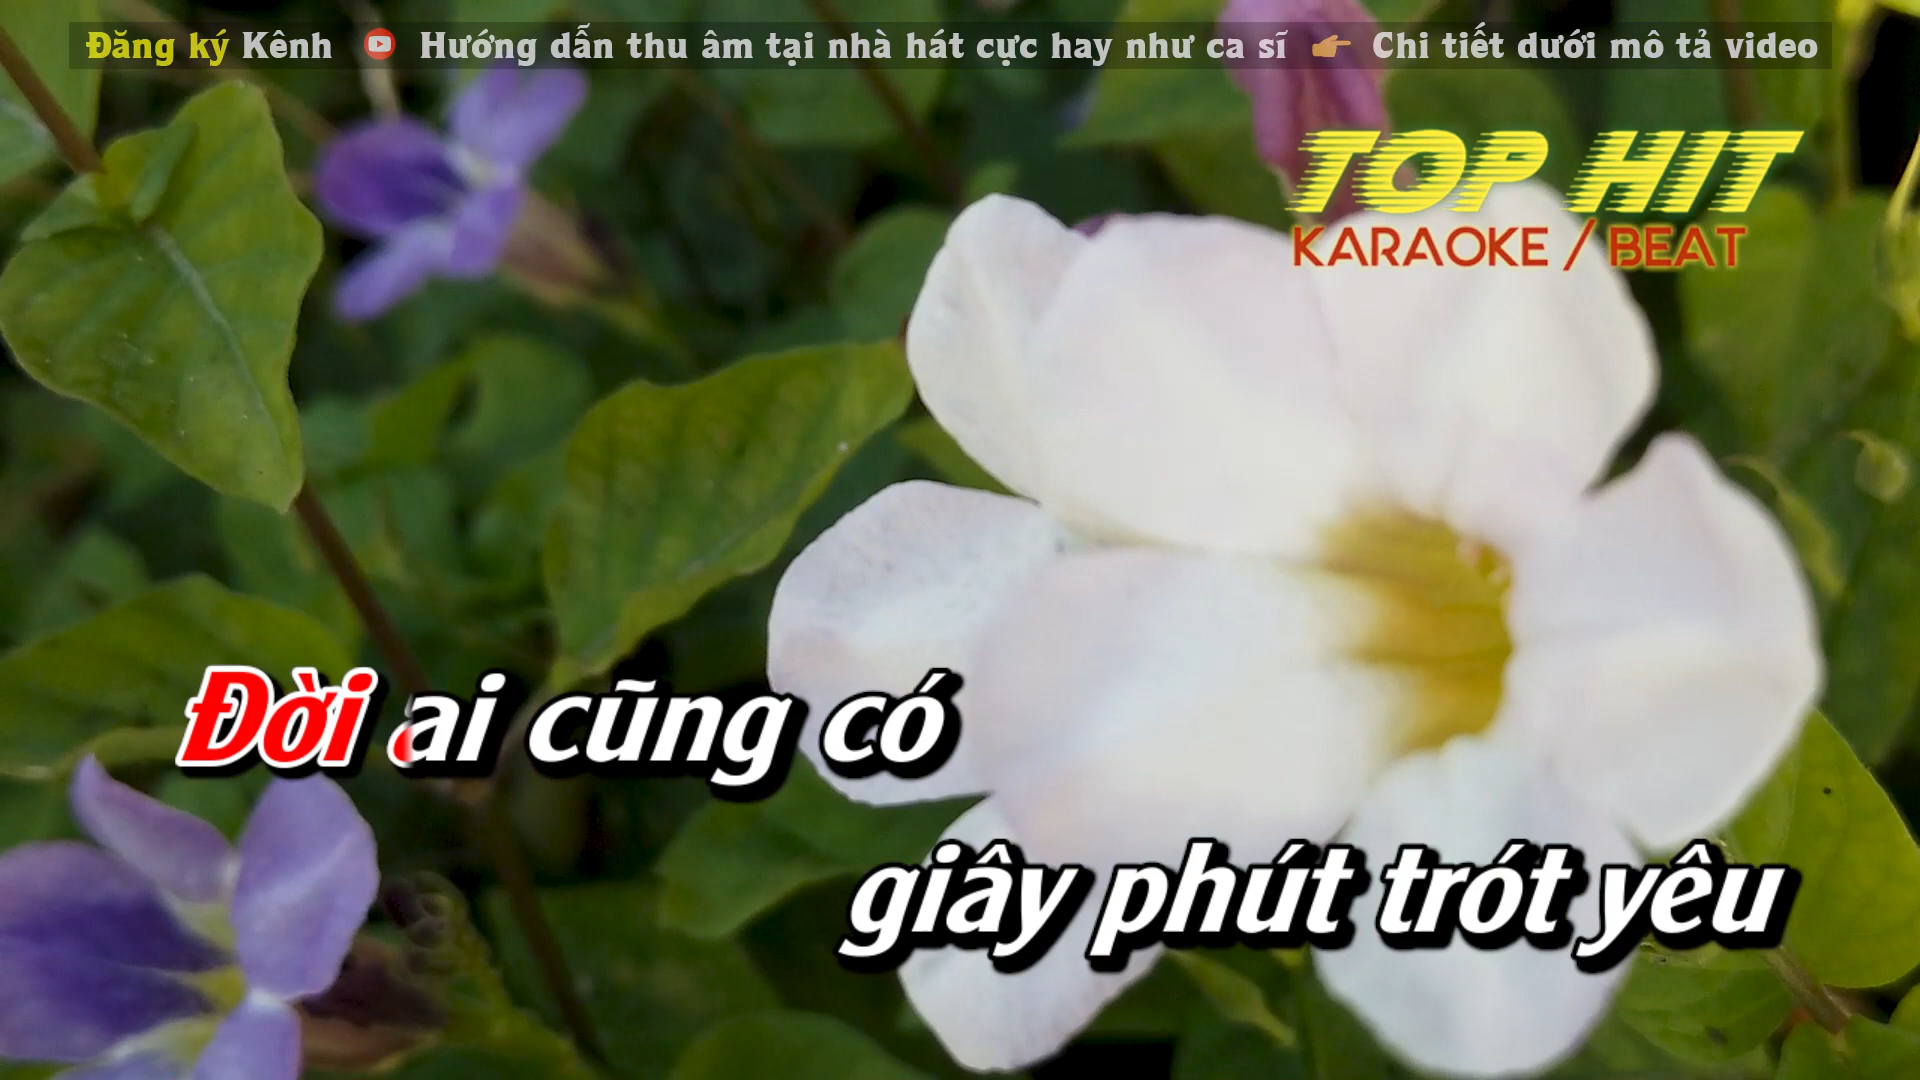 Đăng ký Kênh Hướng dẫn thu âm tại nhà hát cực hay như ca sĩ 👉 Chi tiết dưới mô tả video
TOP HIT
KARAOKE / BEAT
Đời ai cũng có
giây phút trót yêu